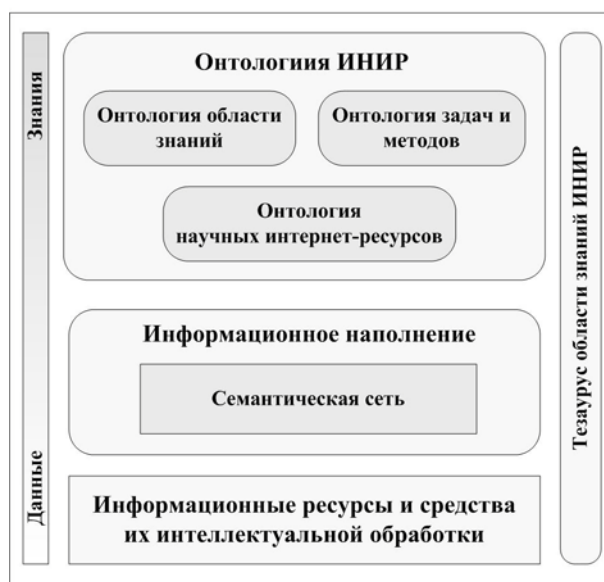 Знания
Данные
Онтологиия ИНИР
Онтология области
знаний
Онтология задач и
методов
Онтология
научных интернет-ресурсов
Информационное наполнение
Семантическая сеть
Информационные ресурсы и средства
их интеллектуальной обработки
Тезаурус области знаний ИНИР